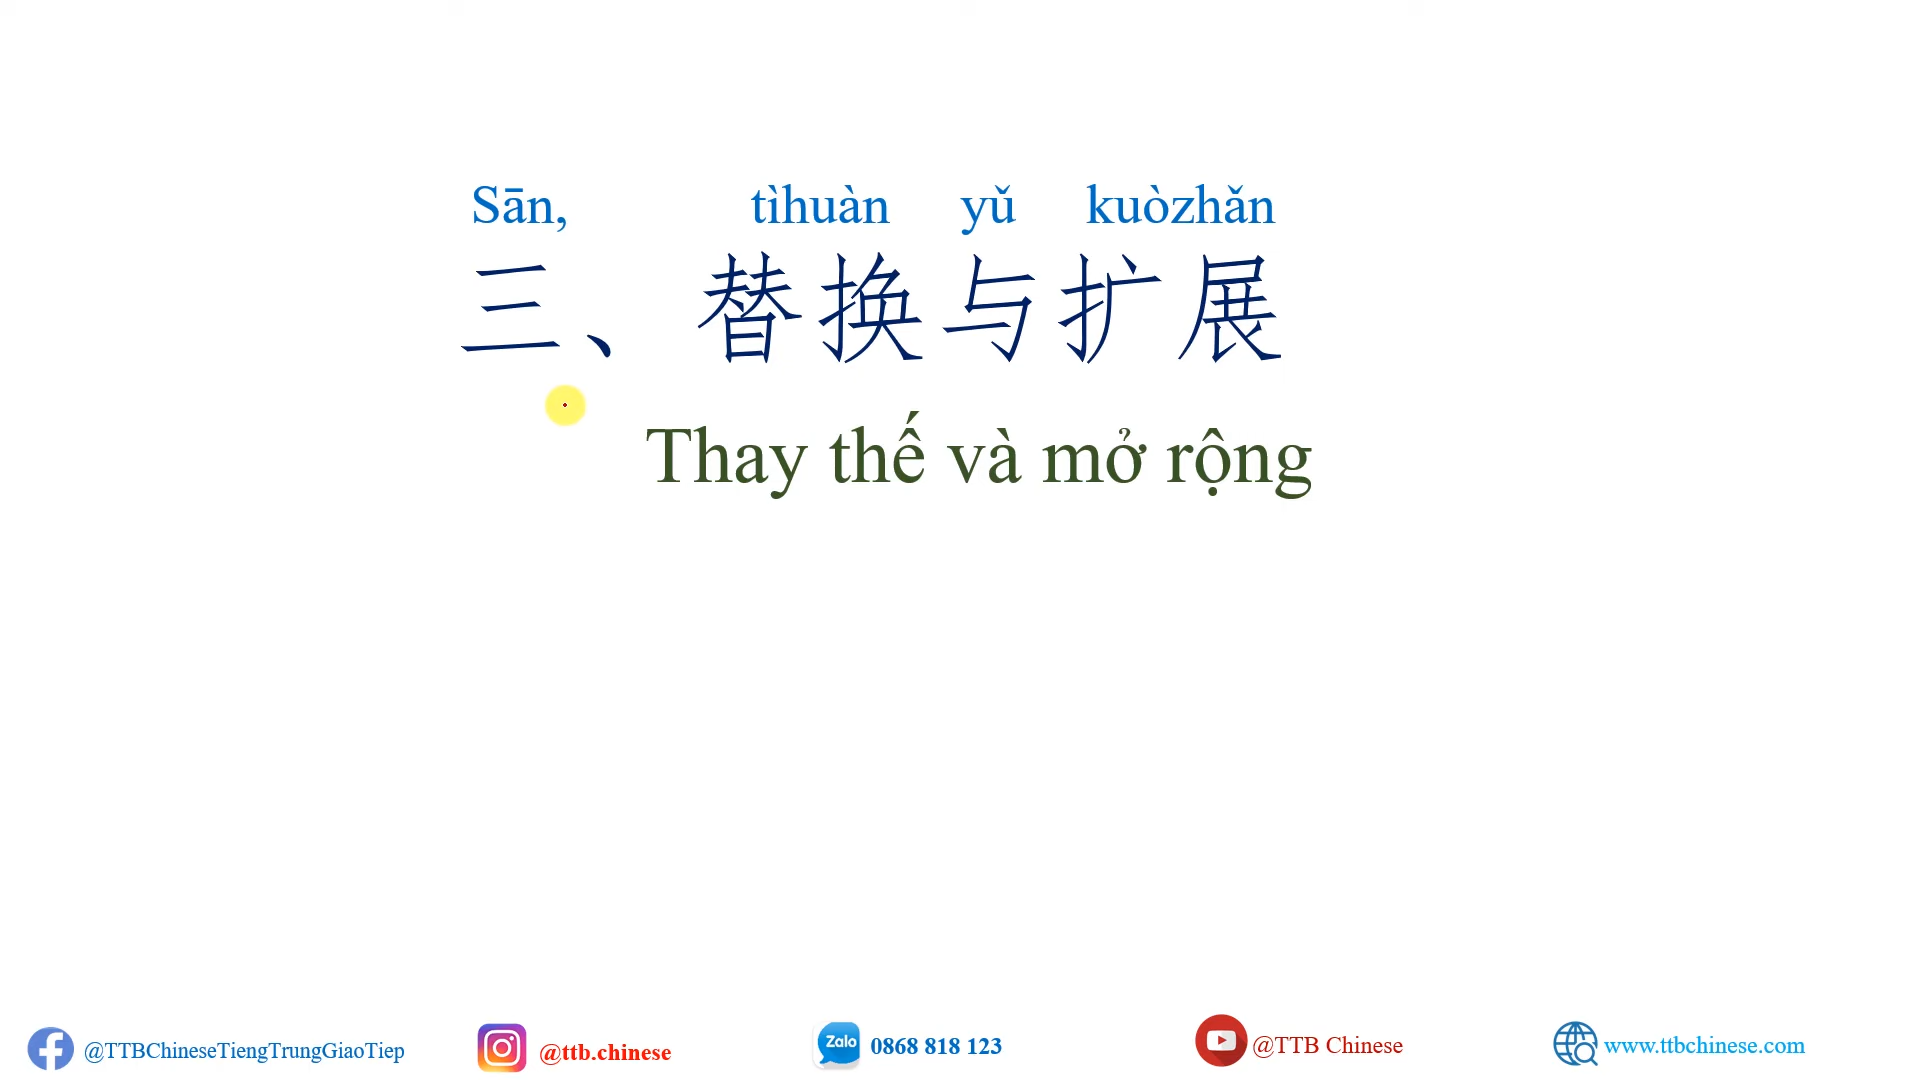 Sān, tìhuàn yǔ kuòzhǎn
三、替换与扩展
Thay thế và mở rộng
@TTBChineseTiengTrungGiaoTiep @ttb.chinese Zalo 0868 818 123 @TTB Chinese www.ttbchinese.com